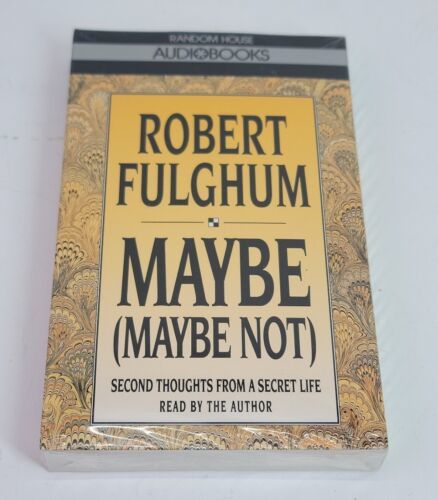 RANDOM HOUSE
AUDIOBOOKS
ROBERT
FULGHUM
MAYBE
(MAYBE NOT)
SECOND THOUGHTS FROM A SECRET LIFE
READ BY THE AUTHOR